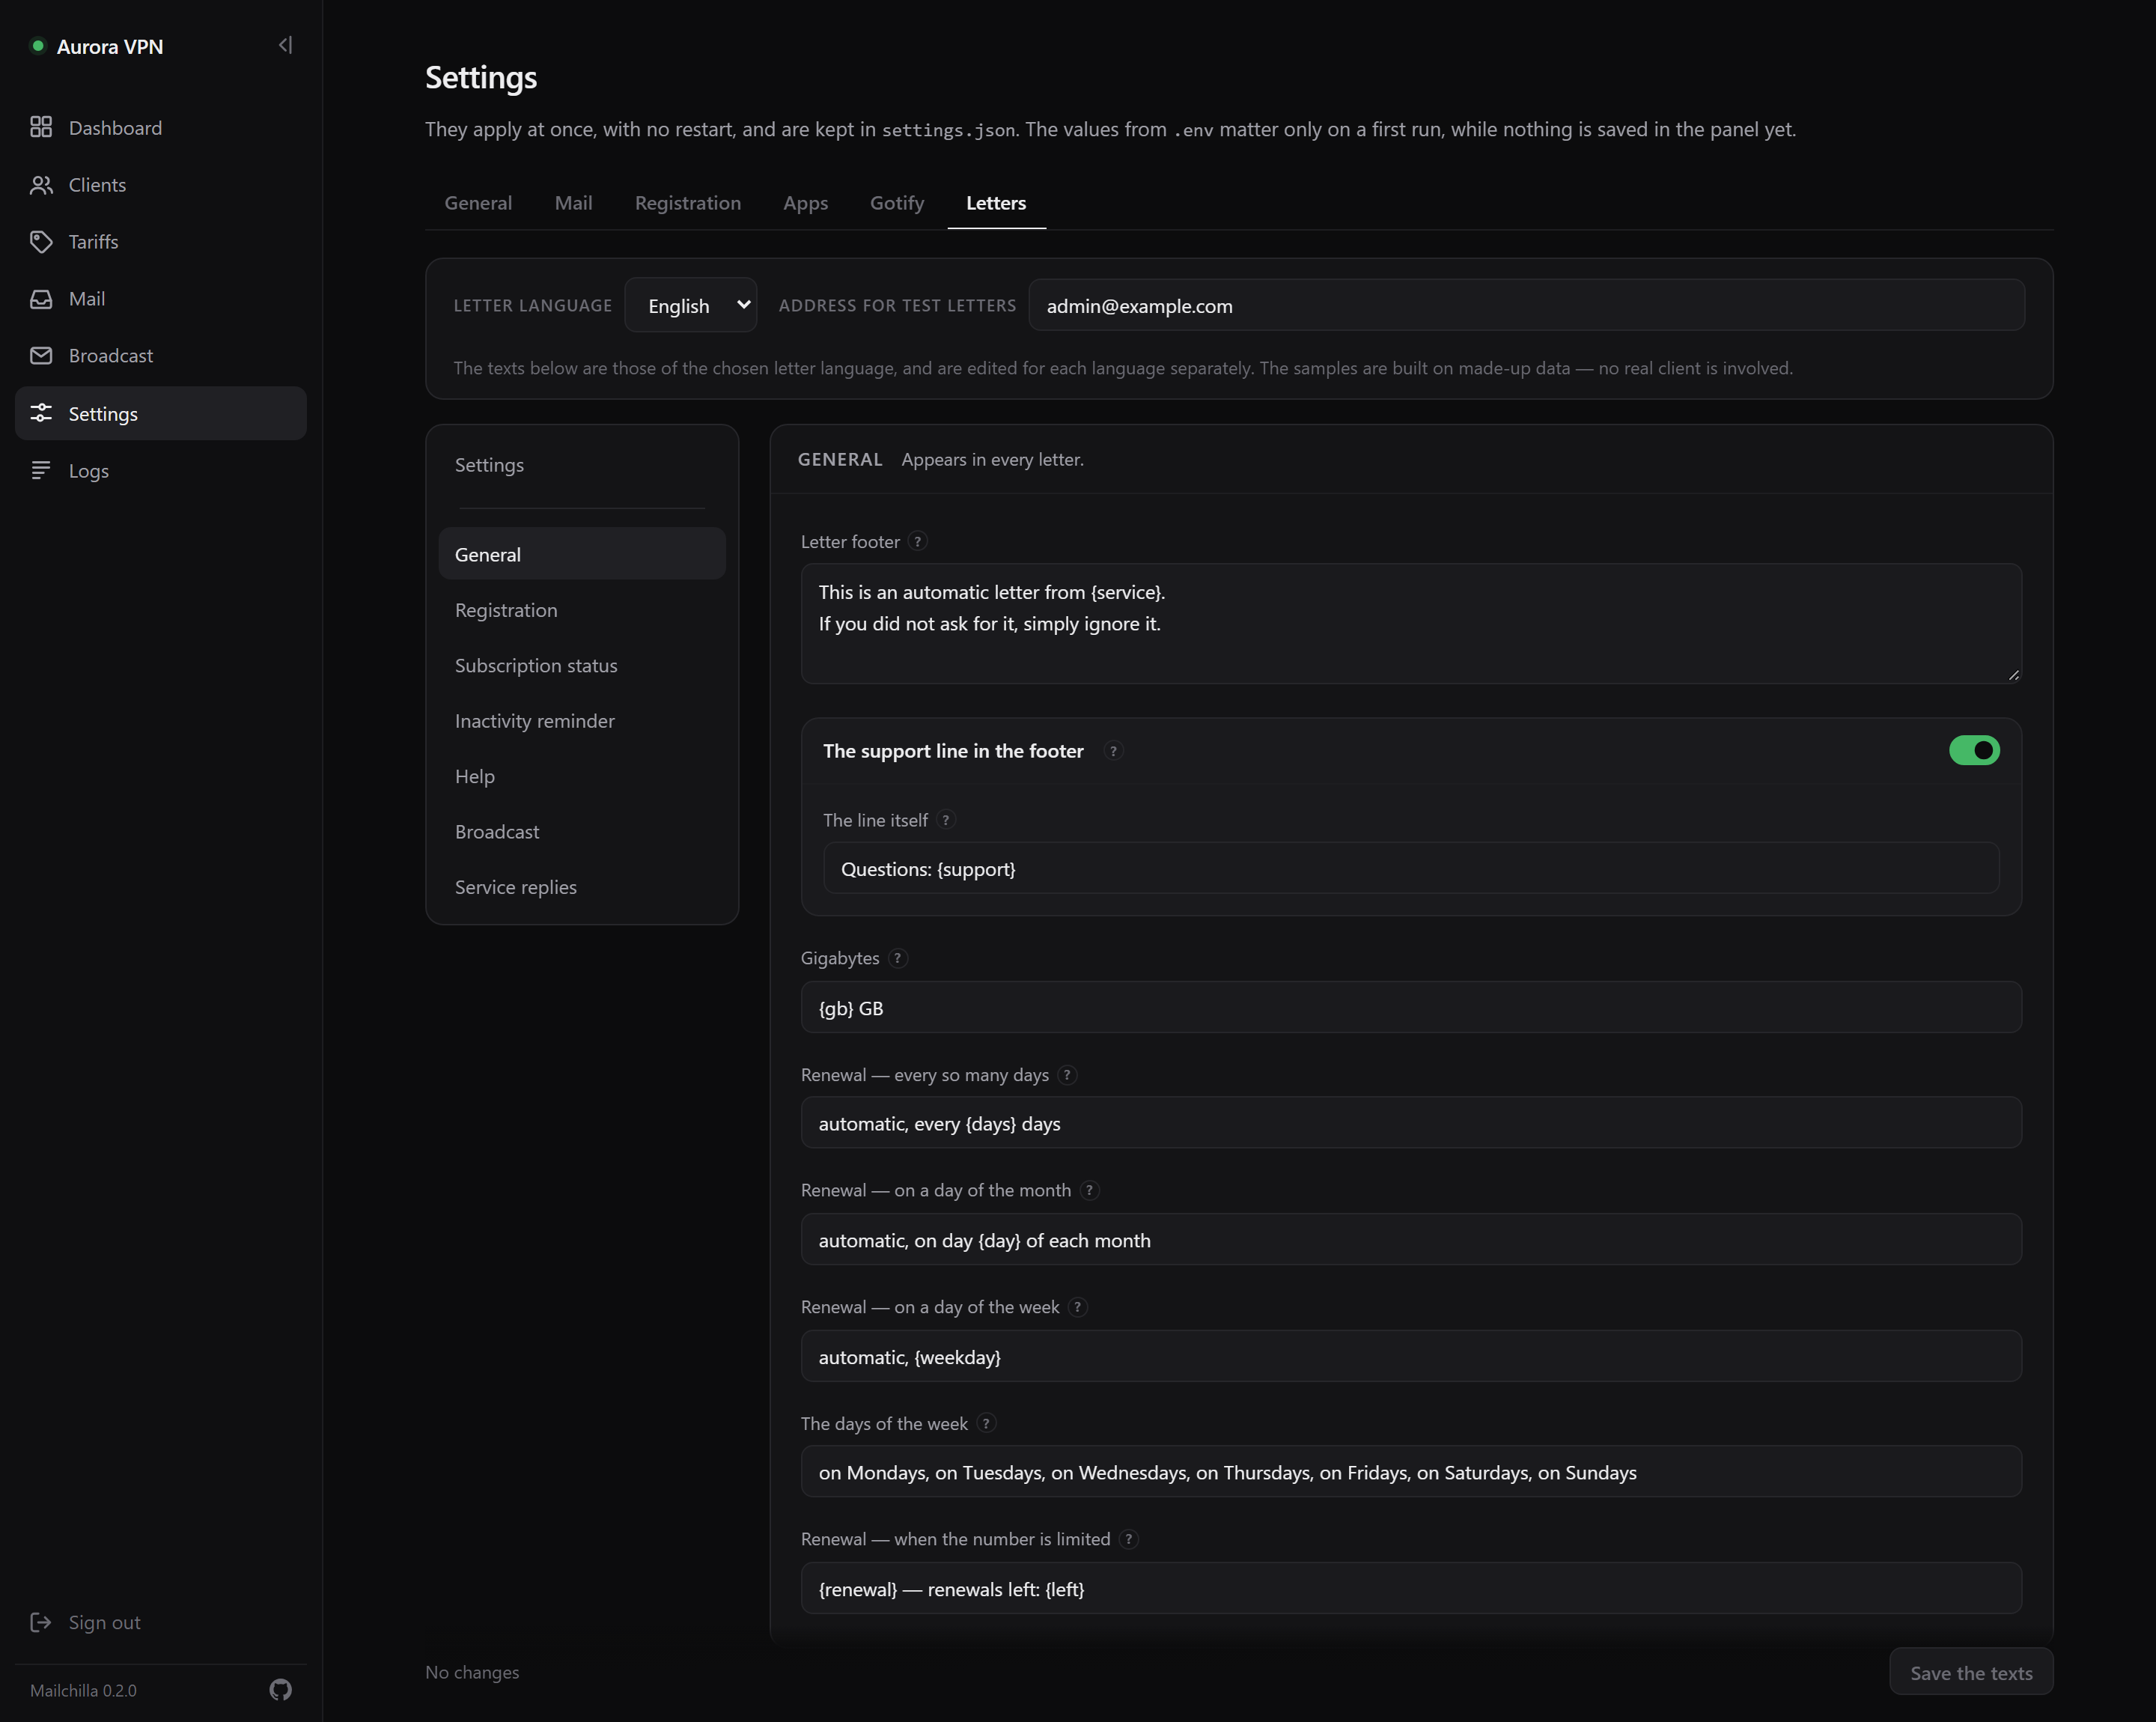 Aurora VPN
Dashboard
Clients
Tariffs
Mail
Broadcast
Settings
Logs
Sign out
Mailchilla 0.2.0
Settings
They apply at once, with no restart, and are kept in settings.json. The values from .env matter only on a first run, while nothing is saved in the panel yet.
General Mail Registration Apps Gotify Letters
LETTER LANGUAGE English ADDRESS FOR TEST LETTERS admin@example.com
The texts below are those of the chosen letter language, and are edited for each language separately. The samples are built on made-up data — no real client is involved.
Settings
General
Registration
Subscription status
Inactivity reminder
Help
Broadcast
Service replies
GENERAL Appears in every letter.
Letter footer ?
This is an automatic letter from {service}.
If you did not ask for it, simply ignore it.
The support line in the footer ?
The line itself ?
Questions: {support}
Gigabytes ?
{gb} GB
Renewal — every so many days ?
automatic, every {days} days
Renewal — on a day of the month ?
automatic, on day {day} of each month
Renewal — on a day of the week ?
automatic, {weekday}
The days of the week ?
on Mondays, on Tuesdays, on Wednesdays, on Thursdays, on Fridays, on Saturdays, on Sundays
Renewal — when the number is limited ?
{renewal} — renewals left: {left}
No changes
Save the texts